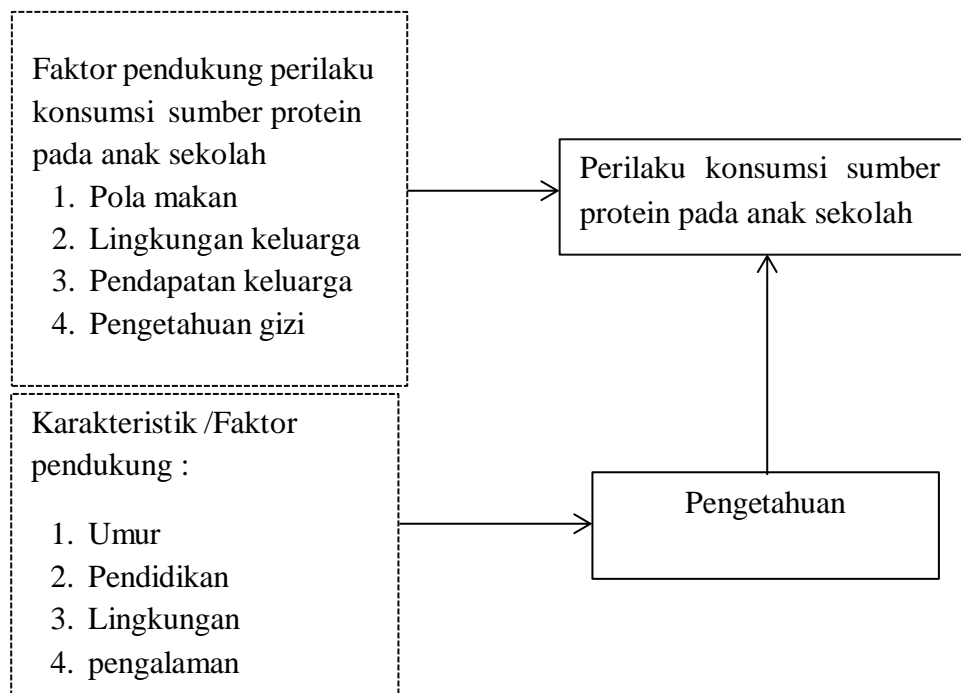 Faktor pendukung perilaku
konsumsi sumber protein
pada anak sekolah
1. Pola makan
2. Lingkungan keluarga
3. Pendapatan keluarga
4. Pengetahuan gizi
Perilaku konsumsi sumber
protein pada anak sekolah
Karakteristik /Faktor
pendukung :
1. Umur
2. Pendidikan
3. Lingkungan
4. pengalaman
Pengetahuan